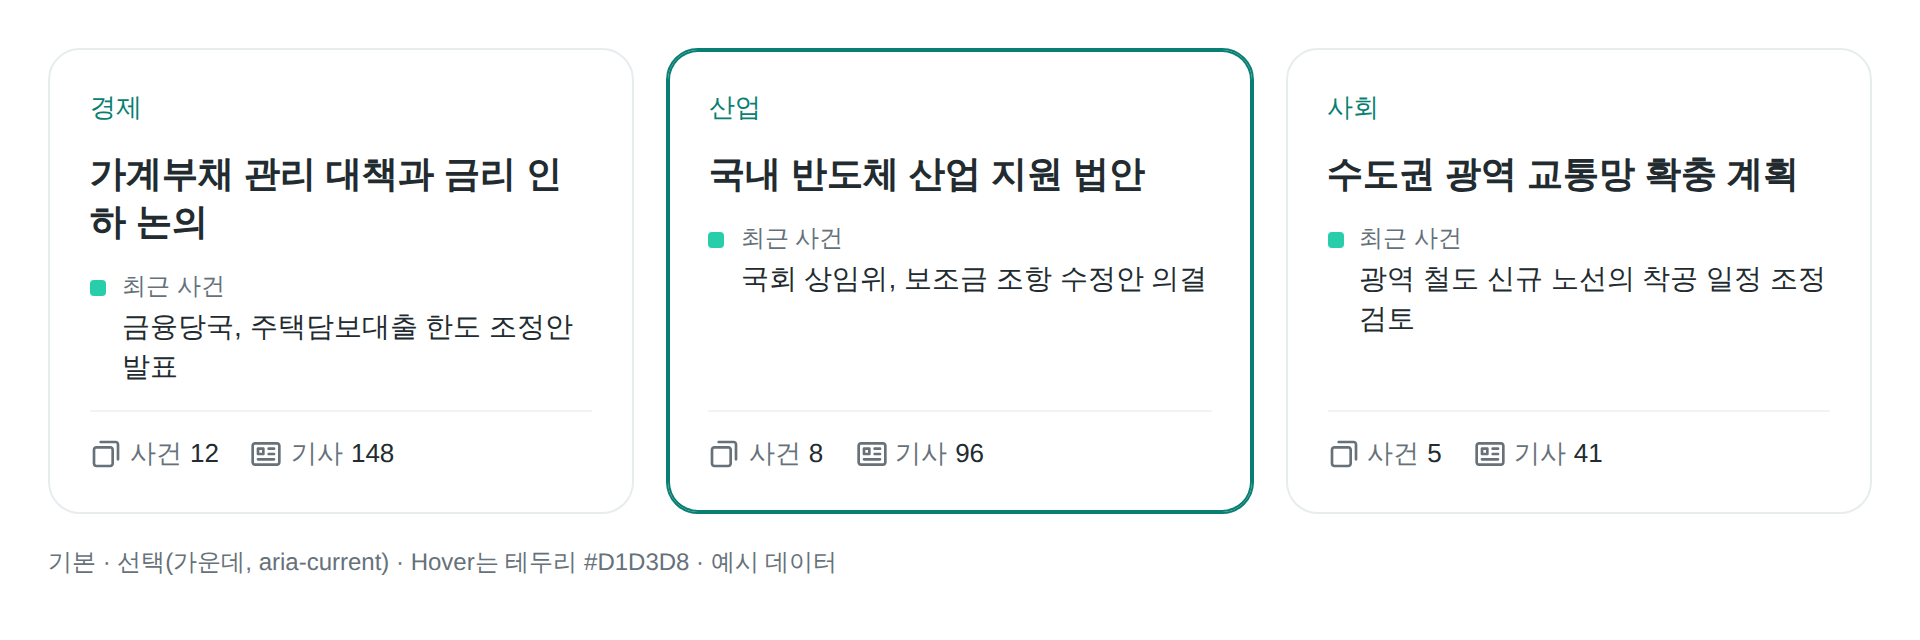 경제
가계부채 관리 대책과 금리 인
하 논의
최근 사건
금융당국, 주택담보대출 한도 조정안
발표
사건 12 기사 148
산업
국내 반도체 산업 지원 법안
최근 사건
국회 상임위, 보조금 조항 수정안 의결
사건 8 기사 96
사회
수도권 광역 교통망 확충 계획
최근 사건
광역 철도 신규 노선의 착공 일정 조정
검토
사건 5 기사 41
기본 · 선택(가운데, aria-current) · Hover는 테두리 #D1D3D8 · 예시 데이터